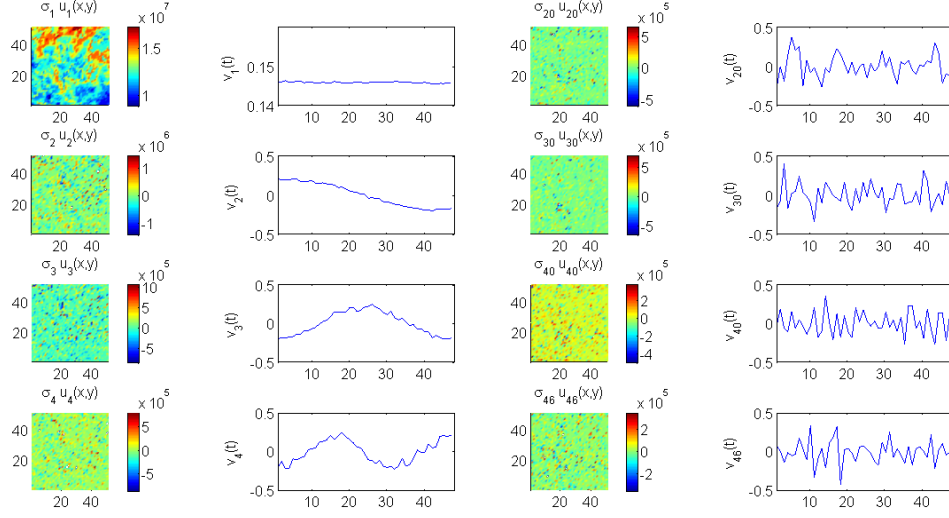 σ1 u1(x,y)
x 10^7
40
20
1.5
1
20 40
v1(t)
0.15
0.14
10 20 30 40
σ20 u20(x,y)
x 10^5
40
20
5
0
-5
20 40
v20(t)
0.5
0
-0.5
10 20 30 40
σ2 u2(x,y)
x 10^6
40
20
1
0
-1
20 40
v2(t)
0.5
0
-0.5
10 20 30 40
σ30 u30(x,y)
x 10^5
40
20
5
0
-5
20 40
v30(t)
0.5
0
-0.5
10 20 30 40
σ3 u3(x,y)
x 10^5
40
20
10
5
0
-5
20 40
v3(t)
0.5
0
-0.5
10 20 30 40
σ40 u40(x,y)
x 10^5
40
20
2
0
-2
-4
20 40
v40(t)
0.5
0
-0.5
10 20 30 40
σ4 u4(x,y)
x 10^5
40
20
5
0
-5
20 40
v4(t)
0.5
0
-0.5
10 20 30 40
σ46 u46(x,y)
x 10^5
40
20
2
0
-2
20 40
v46(t)
0.5
0
-0.5
10 20 30 40